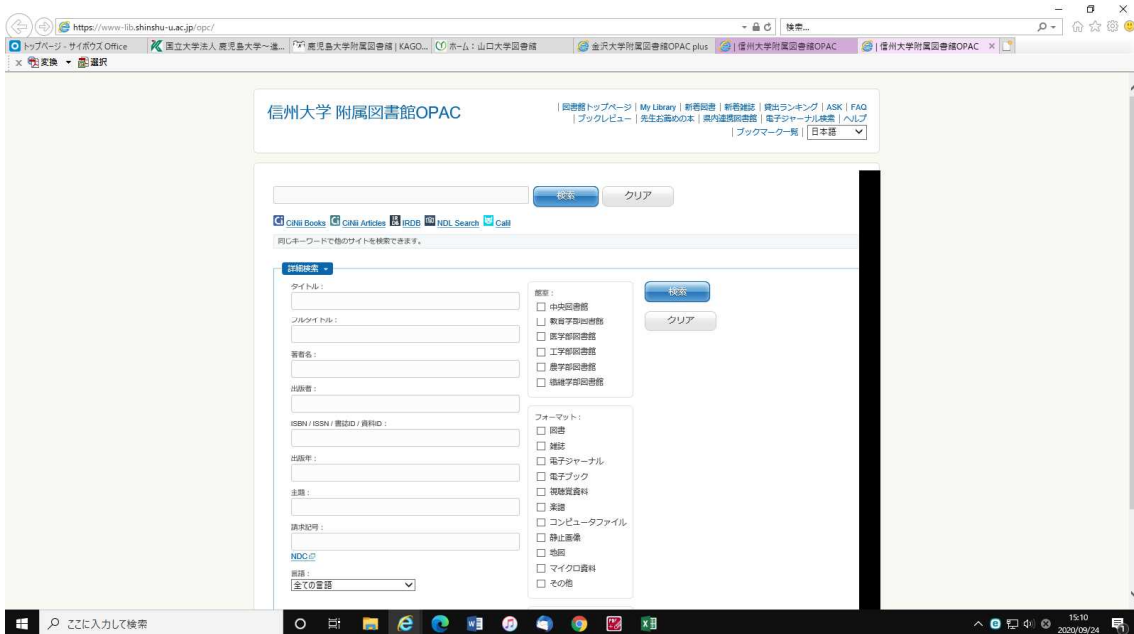 https://www-lib.shinshu-u.ac.jp/opc/
検索...
トップページ - サイボウズ Office
国立大学法人 鹿児島大学～進...
鹿児島大学附属図書館 | KAGO...
ホーム : 山口大学図書館
金沢大学附属図書館OPAC plus
| 信州大学附属図書館OPAC
| 信州大学附属図書館OPAC ×
× 変換 ▼ 選択
信州大学 附属図書館OPAC
| 図書館トップページ | My Library | 新着図書 | 新着雑誌 | 貸出ランキング | ASK | FAQ
| ブックレビュー | 先生お薦めの本 | 県内連携図書館 | 電子ジャーナル検索 | ヘルプ
| ブックマーク一覧 | 日本語
検索 クリア
CiNii Books CiNii Articles IRDB NDL Search Calil
同じキーワードで他のサイトを検索できます。
詳細検索
タイトル :
フルタイトル :
著者名 :
出版者 :
ISBN / ISSN / 書誌ID / 資料ID :
出版年 :
主題 :
請求記号 :
NDC
言語 :
全ての言語
館室 :
中央図書館
教育学部図書館
医学部図書館
工学部図書館
農学部図書館
繊維学部図書館
フォーマット :
図書
雑誌
電子ジャーナル
電子ブック
視聴覚資料
楽譜
コンピュータファイル
静止画像
地図
マイクロ資料
その他
検索
クリア
ここに入力して検索
15:10
2020/09/24